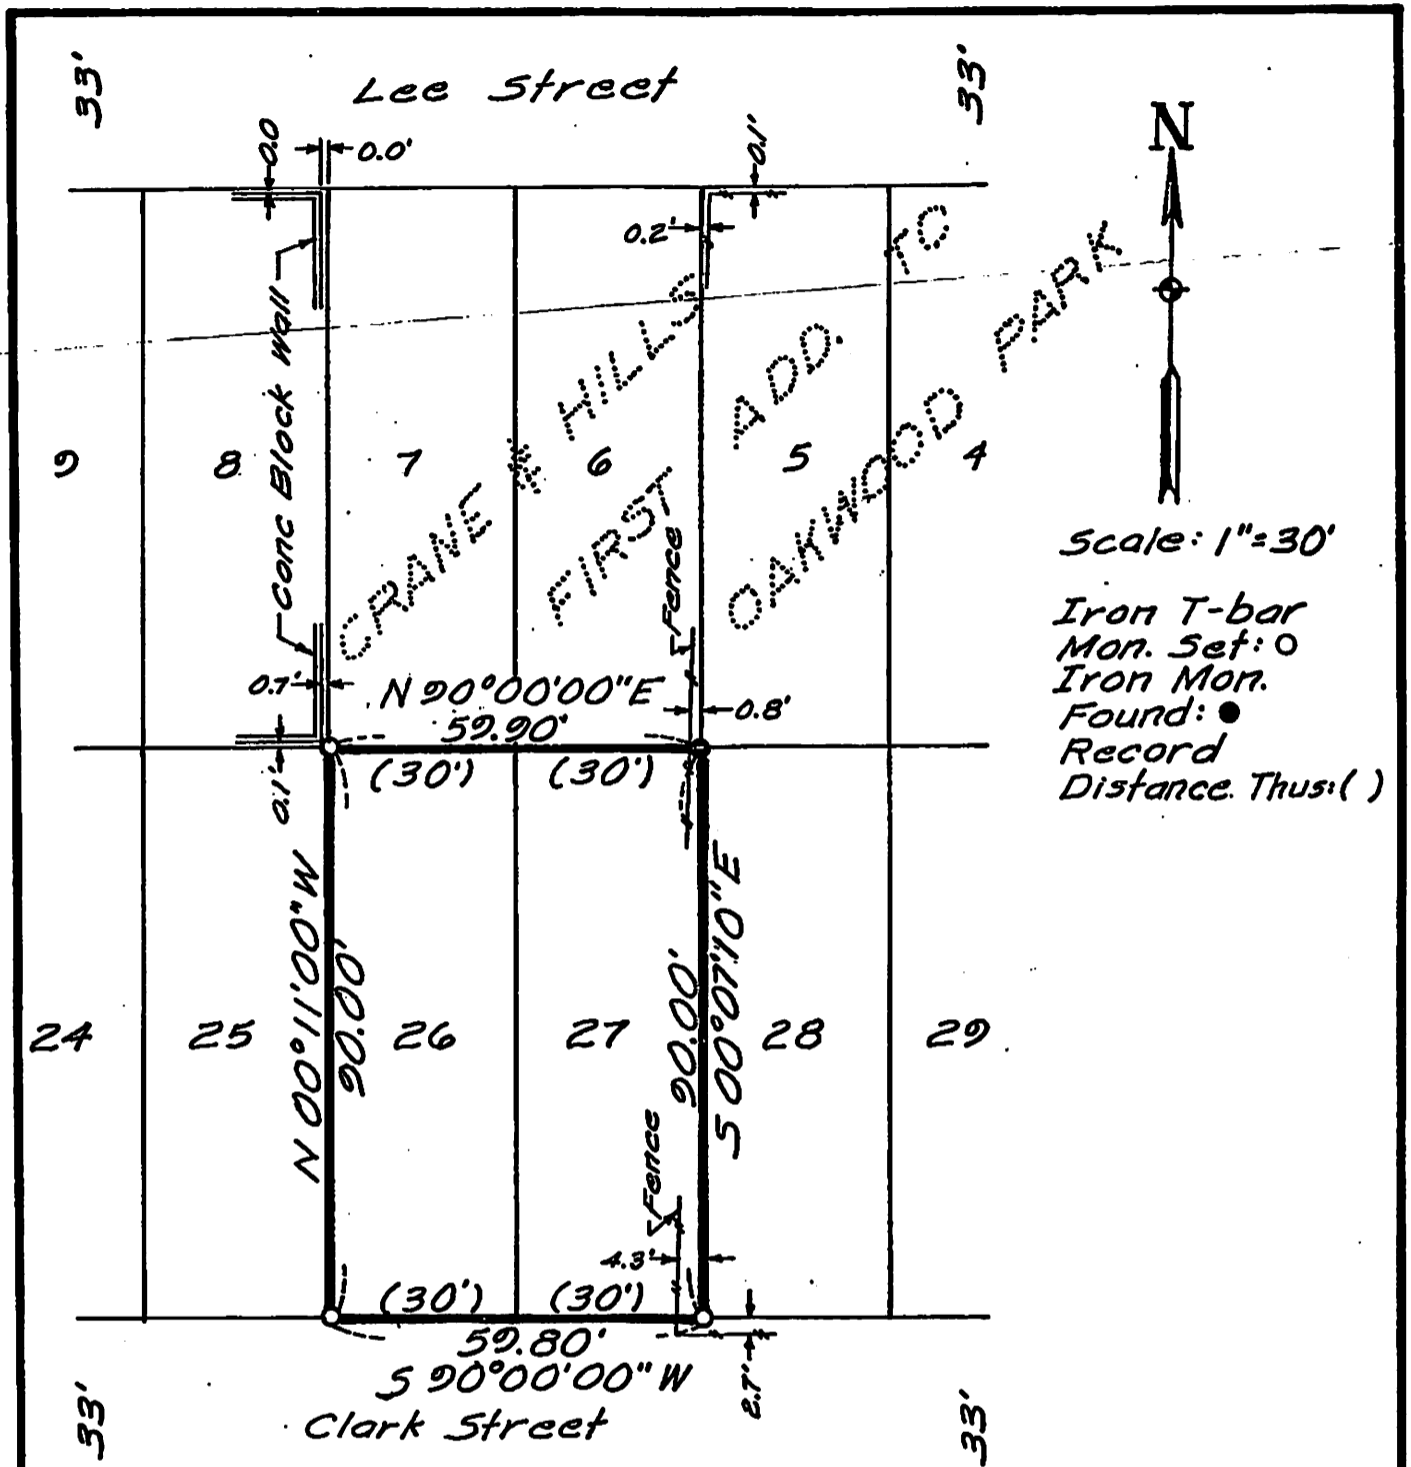 33'
Lee Street
33'
N
0.0
0.0'
0.1'
0.2'
Conc Block Wall
CRANE & HILLS
FIRST ADD. TO
OAKWOOD PARK
9
8
7
6
5
4
Fence
Scale: 1"=30'
Iron T-bar
Mon. Set: O
Iron Mon.
Found: ●
Record
Distance Thus:( )
0.7'
N 90°00'00"E
0.8'
59.90'
(30')
(30')
0.1'
N 00°11'00" W
90.00'
90.00'
S 00°07'10"E
24
25
26
27
28
29
Fence
4.3'
(30')
(30')
59.80'
S 90°00'00" W
2.7'
33'
Clark Street
33'